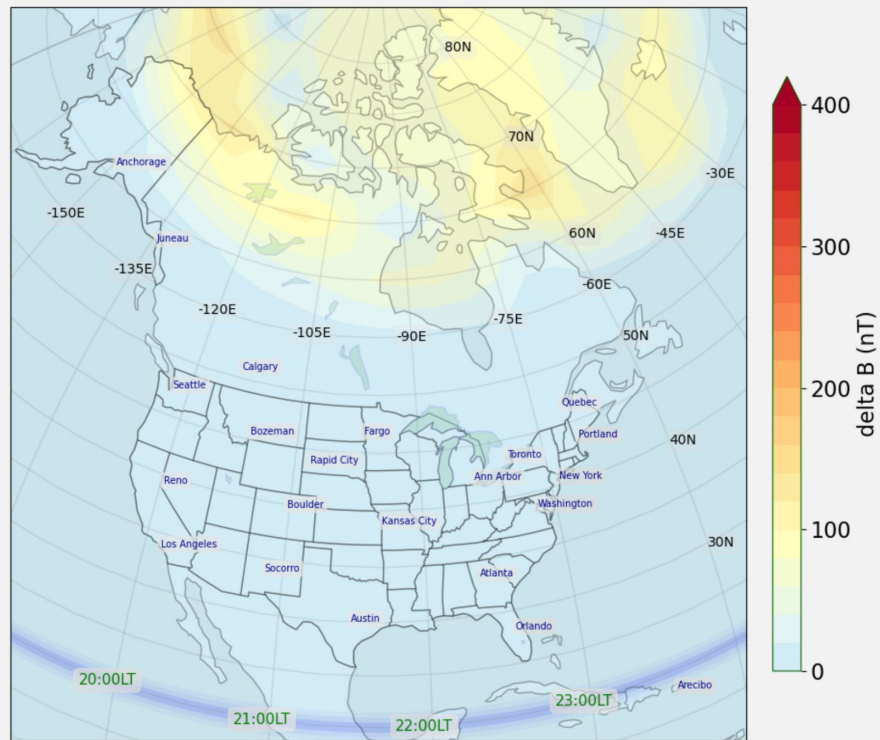 80N
400
70N
Anchorage
-30E
-150E
60N
-45E
Juneau
300
-135E
-60E
-120E
-75E
-105E
-90E
50N
Calgary
Seattle
200
Quebec
Bozeman
Fargo
Portland
40N
Toronto
Rapid City
Ann Arbor
New York
Reno
Boulder
Washington
Kansas City
100
Los Angeles
30N
Socorro
Atlanta
Austin
Orlando
0
20:00LT
Arecibo
23:00LT
21:00LT
22:00LT
delta B (nT)